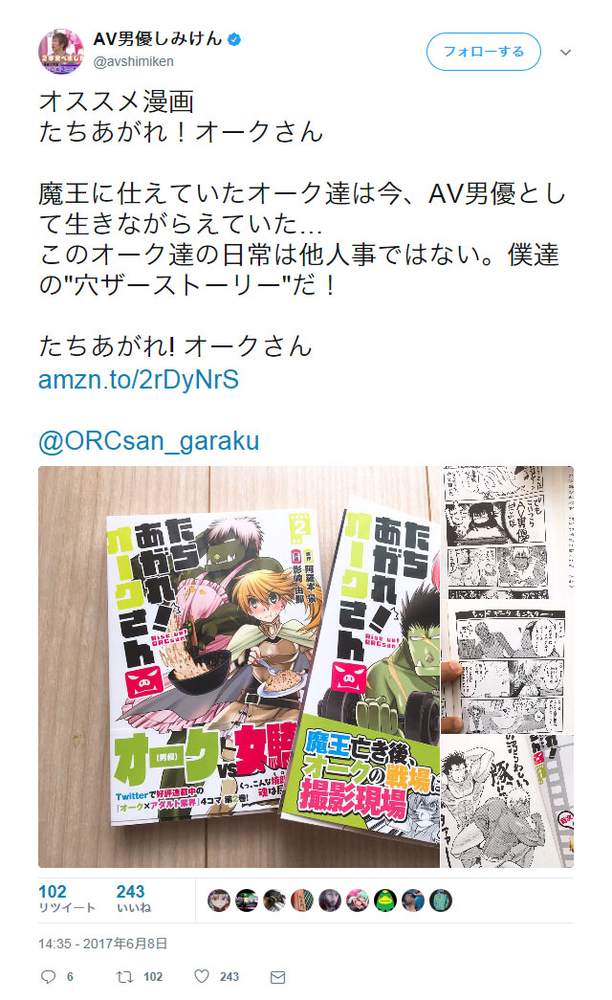 AV男優しみけん
@avshimiken
フォローする
オススメ漫画
たちあがれ！オークさん
魔王に仕えていたオーク達は今、AV男優とし
て生きながらえていた...
このオーク達の日常は他人事ではない。僕達
の"穴ザーストーリー"だ！
たちあがれ! オークさん
amzn.to/2rDyNrS
@ORCsan_garaku
たち
あがれ!
オークさん
Rise up!
ORCsan
2
オーク
(男優)
vs
女騎
Twitterで好評連載中の
「オーク×アダルト業界」4コマ 第2巻!
たち
あがれ!
オークさん
Rise up!
ORCsan
魔王亡き後、
オークの戦場は
撮影現場
AV男優
102
リツイート
243
いいね
14:35 - 2017年6月8日
6
102
243